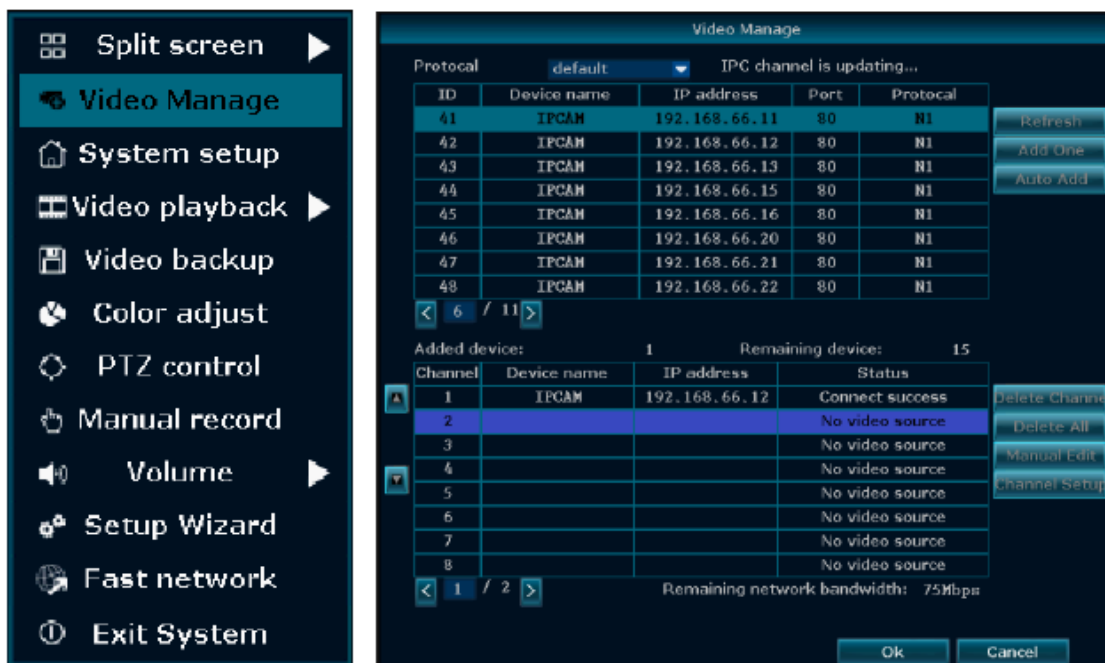 Split screen
Video Manage
System setup
Video playback
Video backup
Color adjust
PTZ control
Manual record
Volume
Setup Wizard
Fast network
Exit System
Video Manage
Protocal default IPC channel is updating...
ID Device name IP address Port Protocal
41 IPCAM 192.168.66.11 80 N1
42 IPCAM 192.168.66.12 80 N1
43 IPCAM 192.168.66.13 80 N1
44 IPCAM 192.168.66.15 80 N1
45 IPCAM 192.168.66.16 80 N1
46 IPCAM 192.168.66.20 80 N1
47 IPCAM 192.168.66.21 80 N1
48 IPCAM 192.168.66.22 80 N1
Refresh
Add One
Auto Add
6 / 11
Added device: 1 Remaining device: 15
Channel Device name IP address Status
1 IPCAM 192.168.66.12 Connect success
2 No video source
3 No video source
4 No video source
5 No video source
6 No video source
7 No video source
8 No video source
Delete Channe
Delete All
Manual Edit
Channel Setup
1 / 2 Remaining network bandwidth: 75Mbps
Ok Cancel